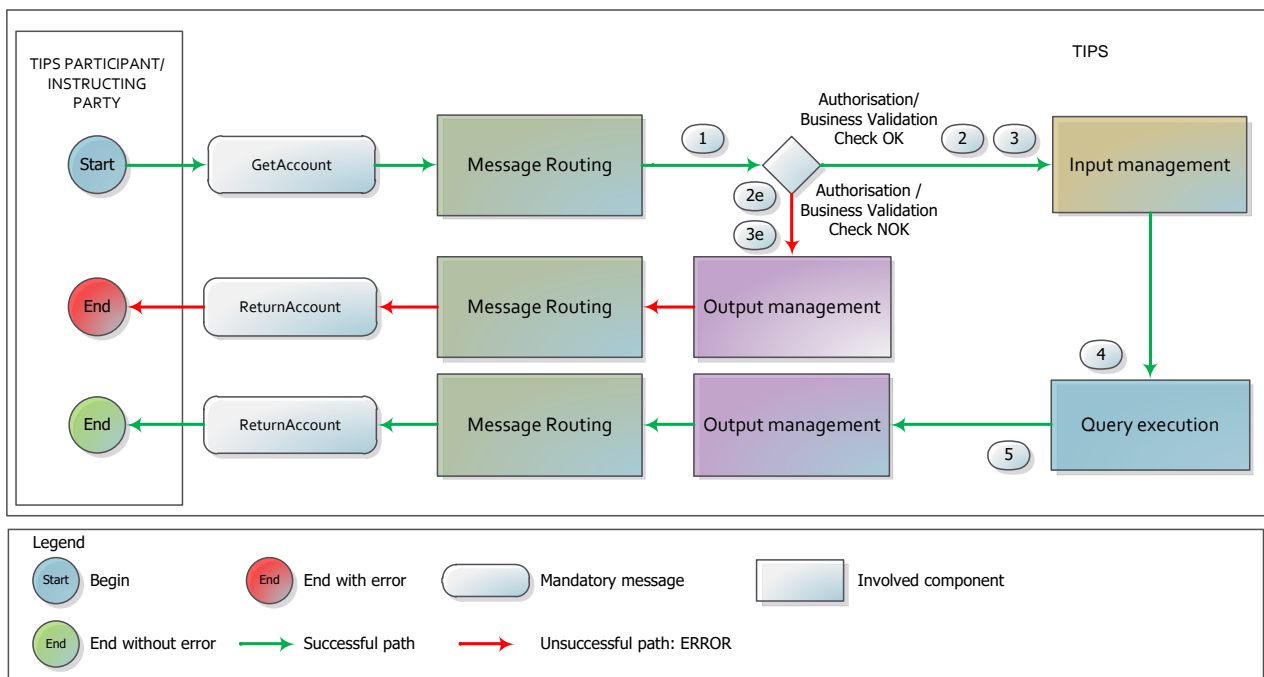 TIPS PARTICIPANT/
INSTRUCTING
PARTY
TIPS
Start
GetAccount
Message Routing
1
Authorisation/
Business Validation
Check OK
2
3
Input management
2e
3e
Authorisation /
Business Validation
Check NOK
End
ReturnAccount
Message Routing
Output management
4
End
ReturnAccount
Message Routing
Output management
Query execution
5
Legend
Start
Begin
End
End with error
Mandatory message
Involved component
End
End without error
Successful path
Unsuccessful path: ERROR